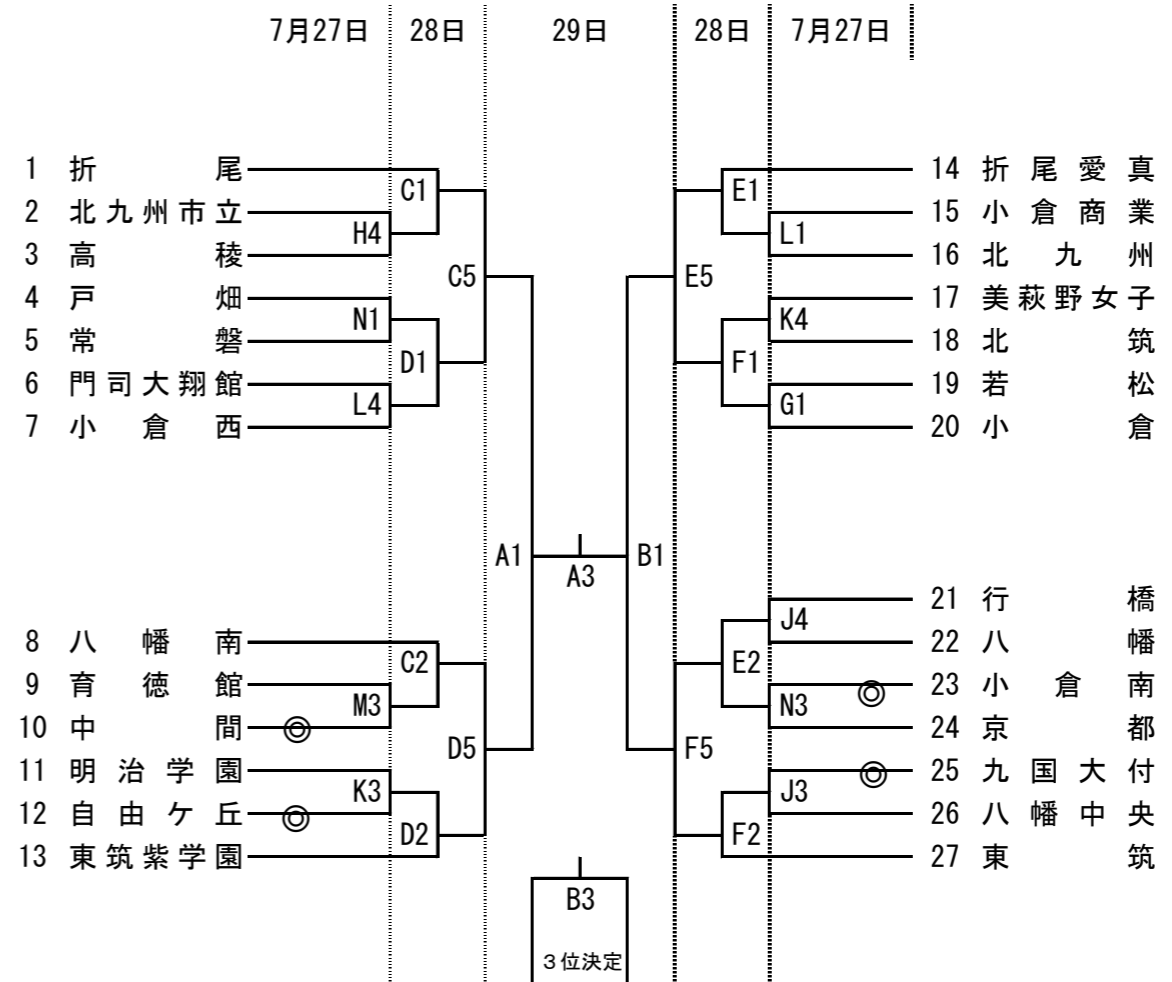 7月27日 28日 29日 28日 7月27日
1 折尾 C1 E1 14 折尾愛真
2 北九州市立 H4 L1 15 小倉商業
3 高稜 16 北九州
C5 E5
4 戸畑 N1 K4 17 美萩野女子
5 常磐 D1 F1 18 北筑
6 門司大翔館 L4 G1 19 若松
7 小倉西 20 小倉
A1 A3 B1
21 行橋
8 八幡南 C2 J4 22 八幡
9 育徳館 M3 E2 23 小倉南 ◎
10 中間 ◎ N3 24 京都
D5 F5
11 明治学園 K3 J3 25 九国大付 ◎
12 自由ケ丘 ◎ 26 八幡中央
13 東筑紫学園 D2 F2 27 東筑
B3
3位決定